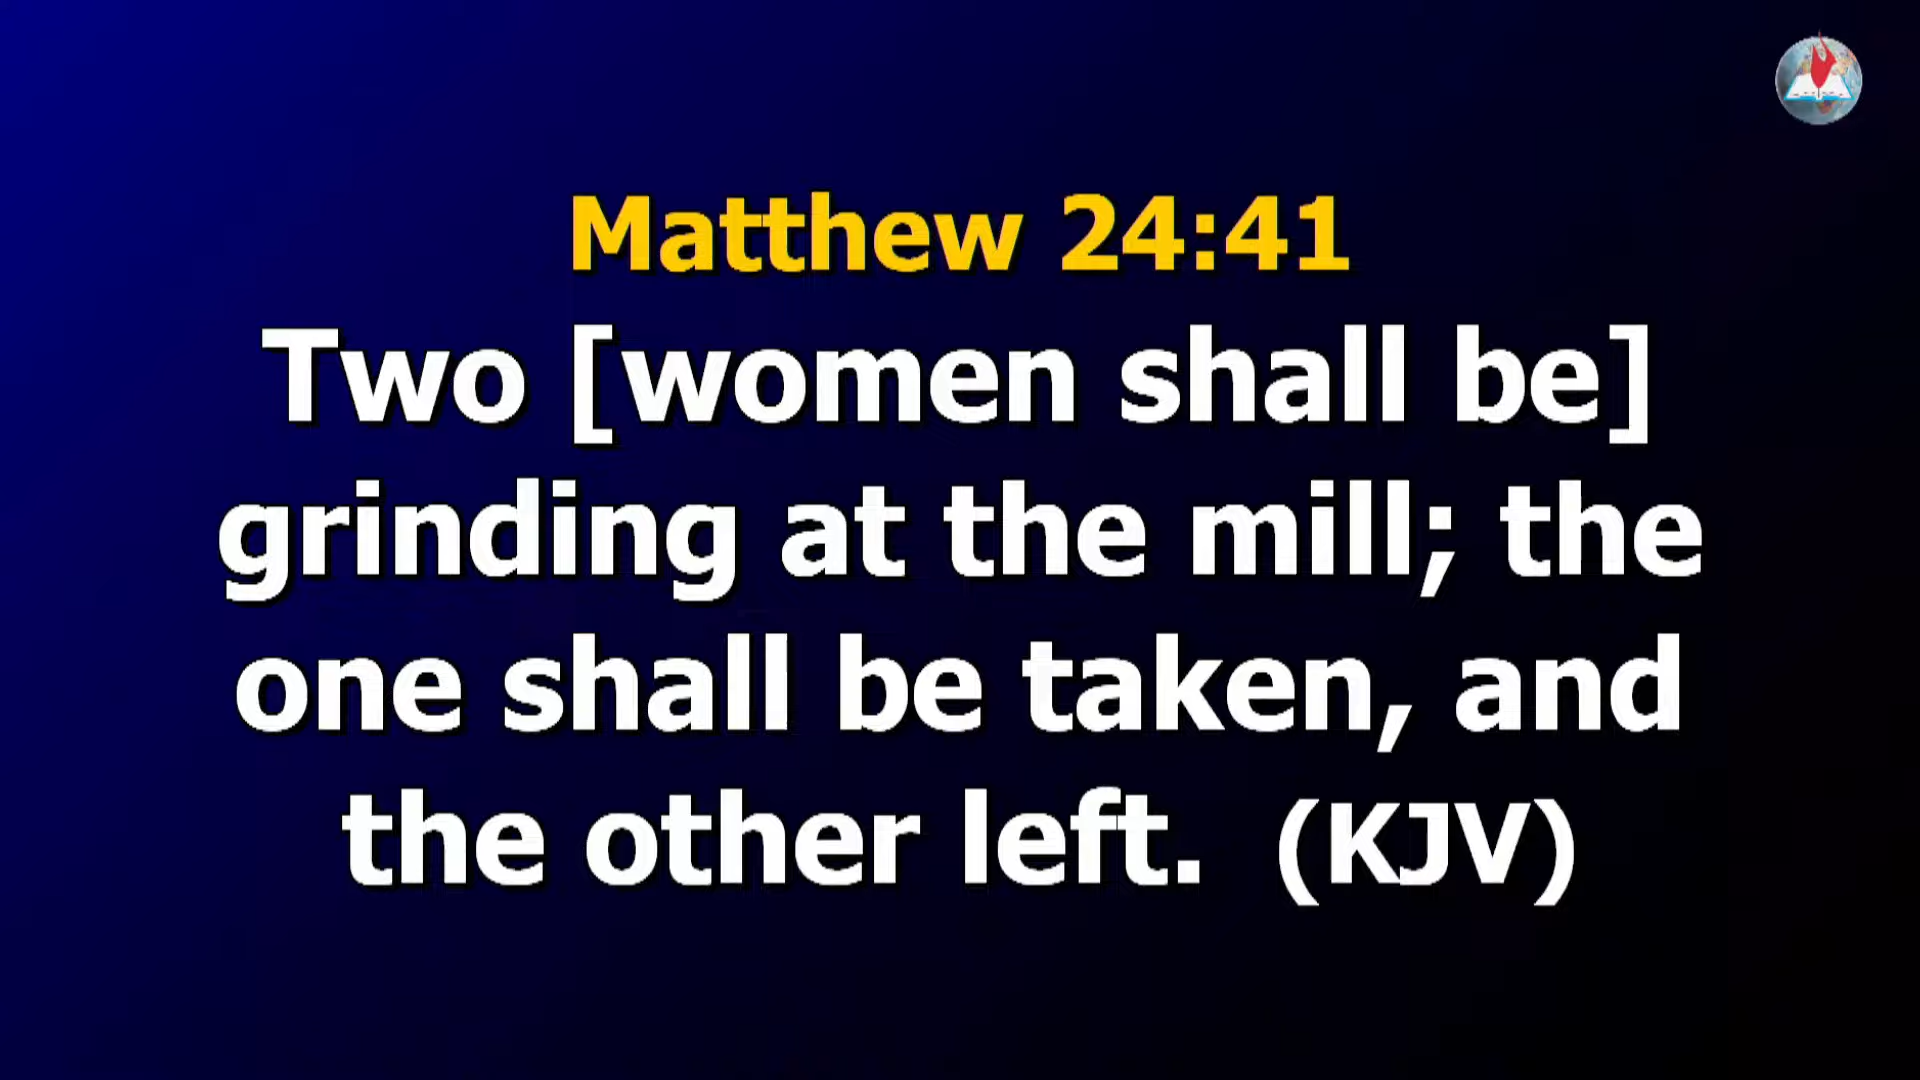 Matthew 24:41
Two [women shall be]
grinding at the mill; the
one shall be taken, and
the other left. (KJV)